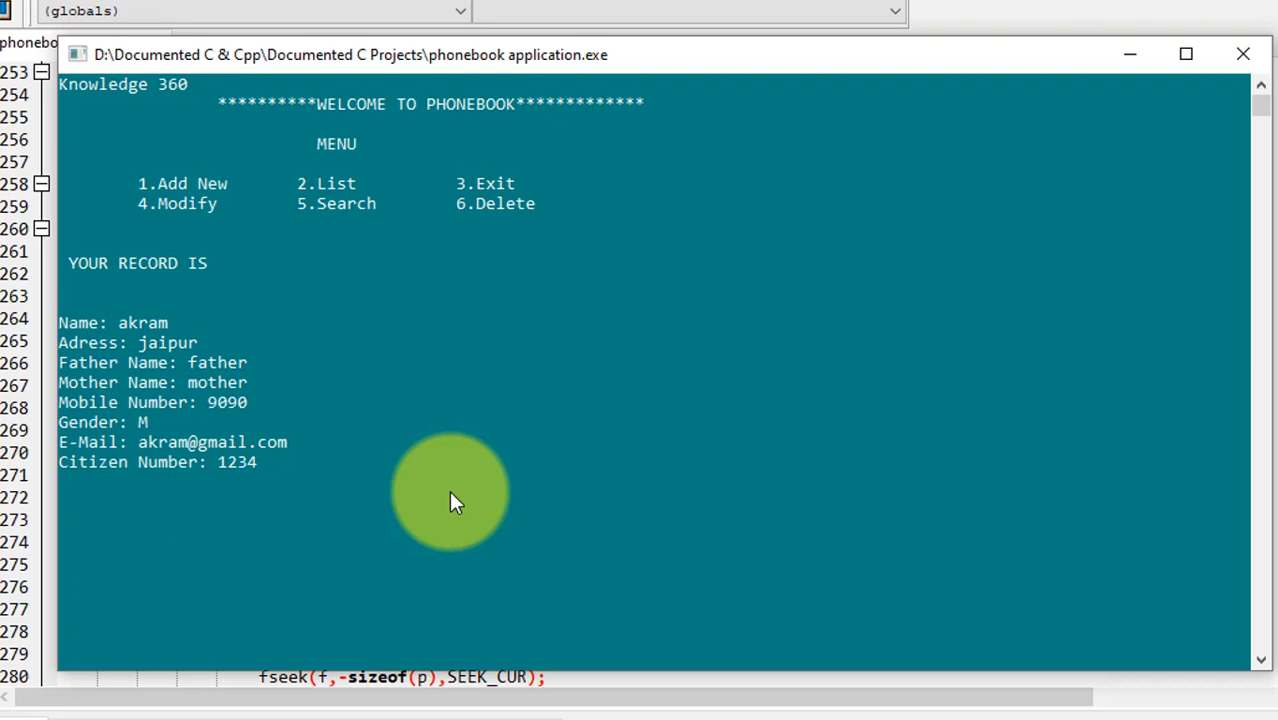 (globals)
phonebo
D:\Documented C & Cpp\Documented C Projects\phonebook application.exe
253
254
255
256
257
258
259
260
261
262
263
264
265
266
267
268
269
270
271
272
273
274
275
276
277
278
279
280
Knowledge 360
**********WELCOME TO PHONEBOOK*************
MENU
1.Add New 2.List 3.Exit
4.Modify 5.Search 6.Delete
YOUR RECORD IS
Name: akram
Adress: jaipur
Father Name: father
Mother Name: mother
Mobile Number: 9090
Gender: M
E-Mail: akram@gmail.com
Citizen Number: 1234
fseek(f,-sizeof(p),SEEK_CUR);